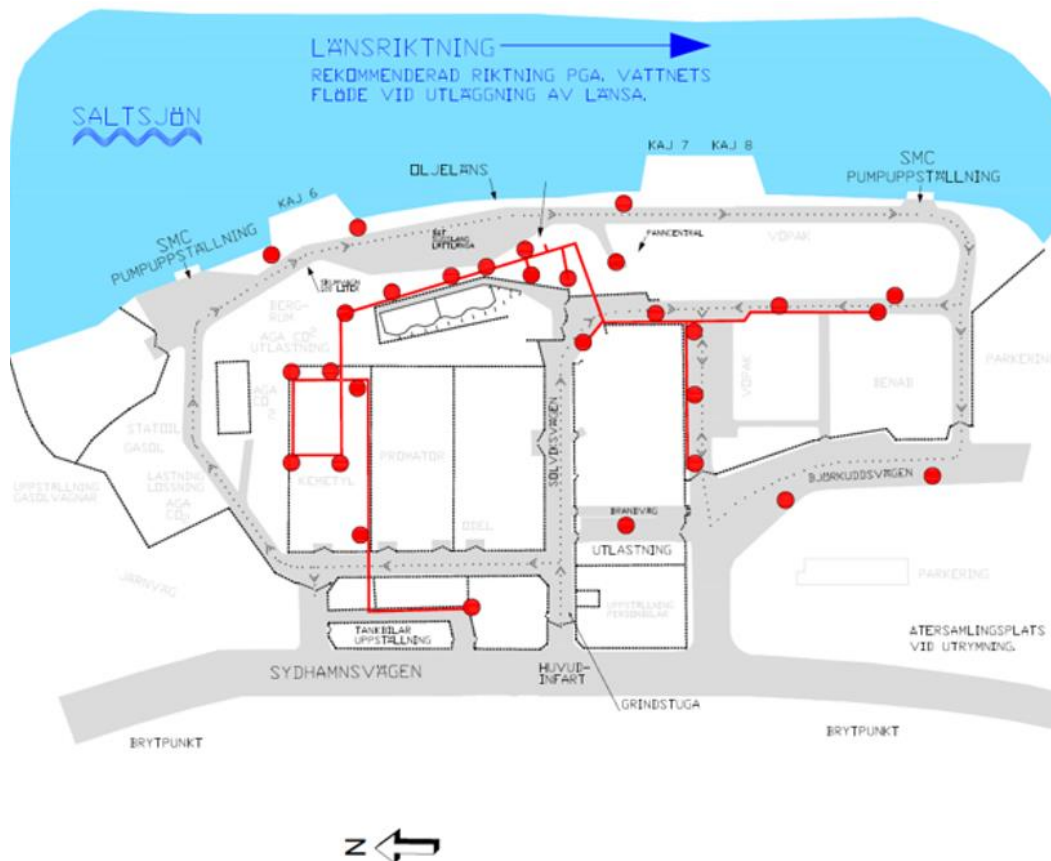 LÄNSRIKTNING
REKOMMENDERAD RIKTNING PGA. VATTNETS
FLÖDE VID UTLÄGGNING AV LÄNSA.
SALTSJÖN
KAJ 7 KAJ 8
SMC
PUMPUPPSTÄLLNING
OLJELÄNS
KAJ 6
SMC
PUMPUPPSTÄLLNING
PANNCENTRAL
VOPAK
BERG-
RUM
AGA CO2
UTLASTNING
AGA
CO2
PARKERING
VOPAK
BENAB
STATOIL
GASOL
SOLVIKSVÄGEN
PROMATOR
KEMETYL
BJÖRKUDDSVÄGEN
UPPSTÄLLNING
GASOLVAGNAR
LASTNING
LOSSNING
AGA
CO2
BRANDVÄG
UTLASTNING
JÄRNVÄG
PARKERING
UPPSTÄLLNING
PERSONBILAR
TANKBILAR
UPPSTÄLLNING
ÅTERSAMLINGSPLATS
VID UTRYMNING.
SYDHAMNSVÄGEN
HUVUD-
INFART
GRINDSTUGA
BRYTPUNKT
BRYTPUNKT
N